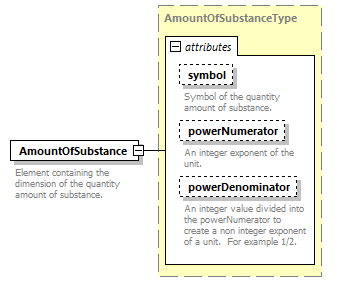 AmountOfSubstanceType
attributes
symbol
Symbol of the quantity
amount of substance.
powerNumerator
An integer exponent of the
unit.
powerDenominator
An integer value divided into
the powerNumerator to
create a non integer exponent
of a unit.  For example 1/2.
AmountOfSubstance
Element containing the
dimension of the quantity
amount of substance.